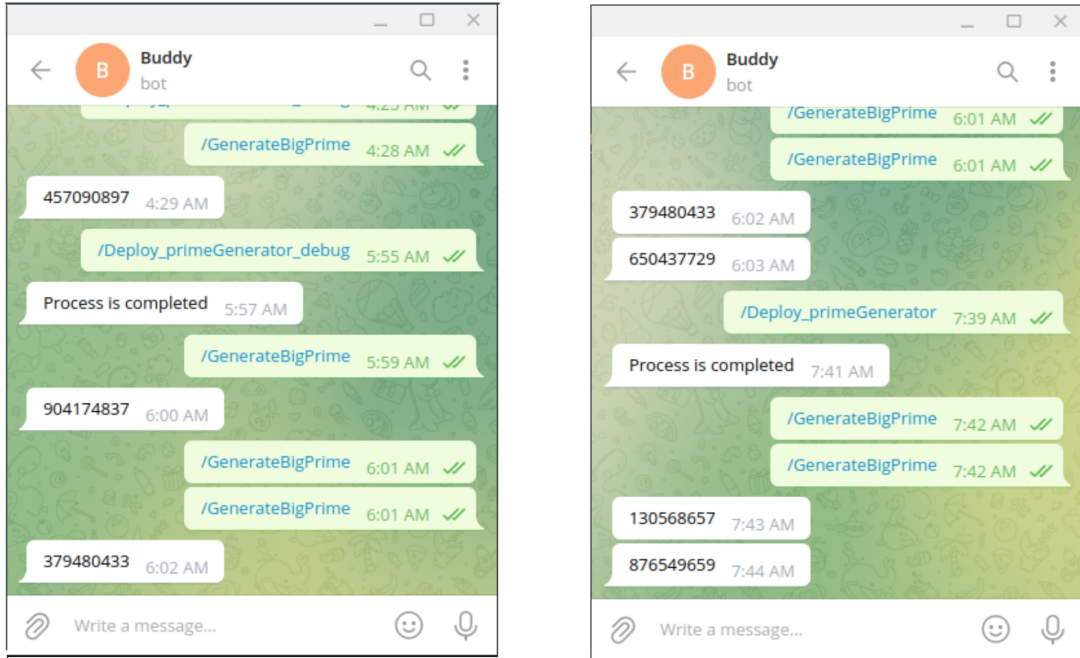 Buddy
B
bot
4:25 AM
/GenerateBigPrime 4:28 AM
457090897 4:29 AM
/Deploy_primeGenerator_debug 5:55 AM
Process is completed 5:57 AM
/GenerateBigPrime 5:59 AM
904174837 6:00 AM
/GenerateBigPrime 6:01 AM
/GenerateBigPrime 6:01 AM
379480433 6:02 AM
Write a message...
Buddy
B
bot
/GenerateBigPrime 6:01 AM
/GenerateBigPrime 6:01 AM
379480433 6:02 AM
650437729 6:03 AM
/Deploy_primeGenerator 7:39 AM
Process is completed 7:41 AM
/GenerateBigPrime 7:42 AM
/GenerateBigPrime 7:42 AM
130568657 7:43 AM
876549659 7:44 AM
Write a message...